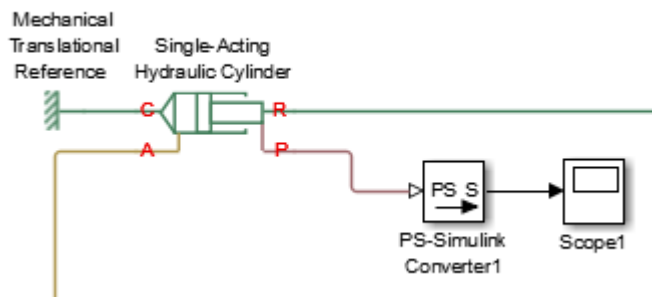 Mechanical
Translational
Reference
Single-Acting
Hydraulic Cylinder
C
R
A
P
PS S
PS-Simulink
Converter1
Scope1